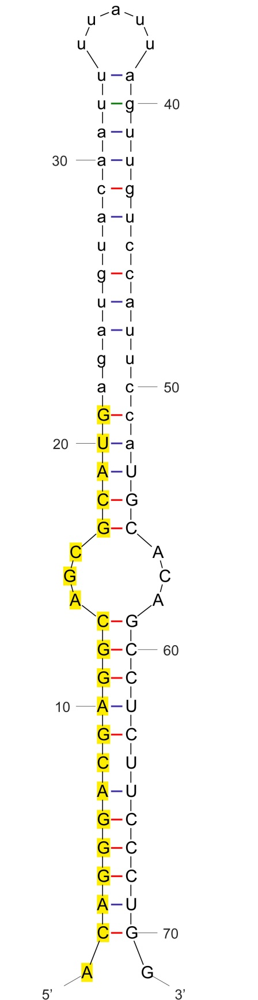 a
u u
u u
u a
u g 40
a u
30 a u
c g
a u
u c
g c
u a
a u
g u
a c 50
G c
20 U a
A U
C G
G C
C A
G C
A A
C G
G C 60
G C
10 A U
G C
C U
A U
G C
G C
G C
A U
C G 70
A G
5’ 3’